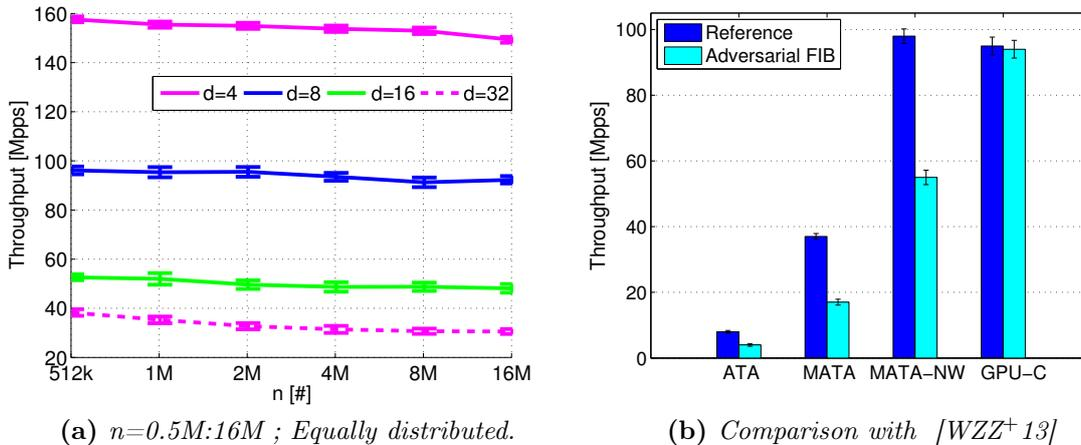 160
140
120
100
80
60
40
20
Throughput [Mpps]
d=4 d=8 d=16 d=32
512k 1M 2M 4M 8M 16M
n [#]
(a) n=0.5M:16M ; Equally distributed.
100
80
60
40
20
0
Throughput [Mpps]
Reference
Adversarial FIB
ATA MATA MATA−NW GPU−C
(b) Comparison with [WZZ+13]